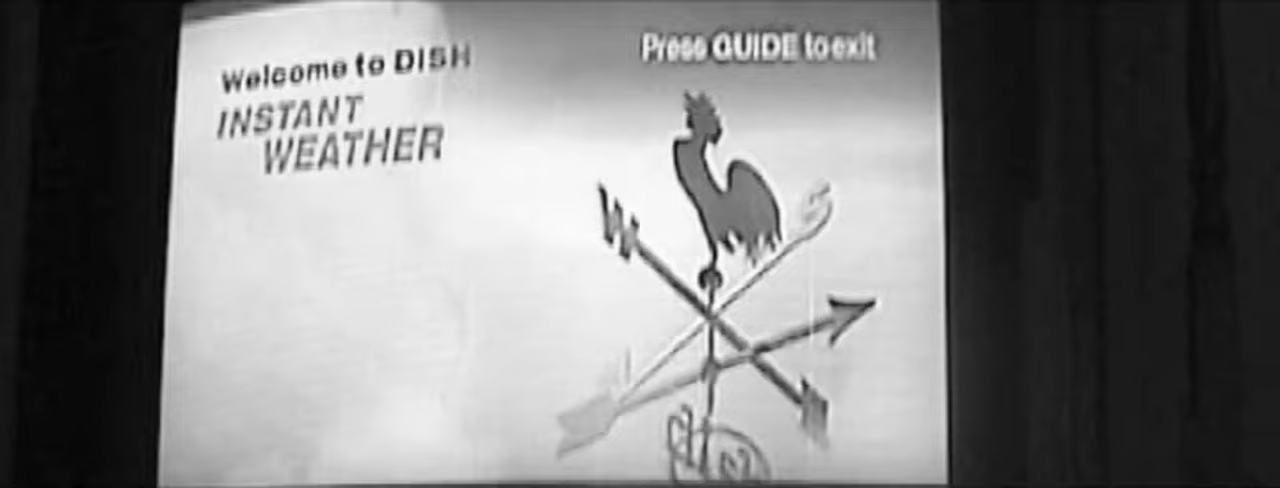 Welcome to DISH
INSTANT
WEATHER
Press GUIDE to exit
W
S